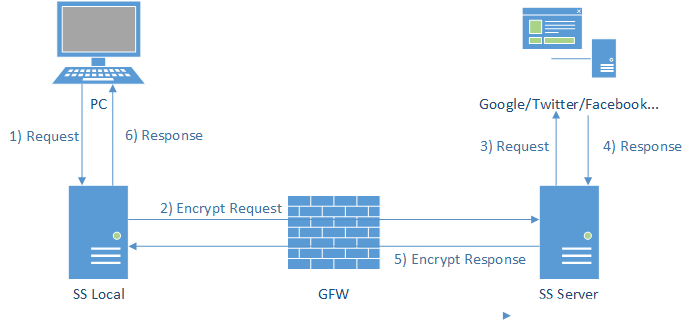 PC
Google/Twitter/Facebook...
1) Request
6) Response
3) Request
4) Response
2) Encrypt Request
5) Encrypt Response
SS Local
GFW
SS Server